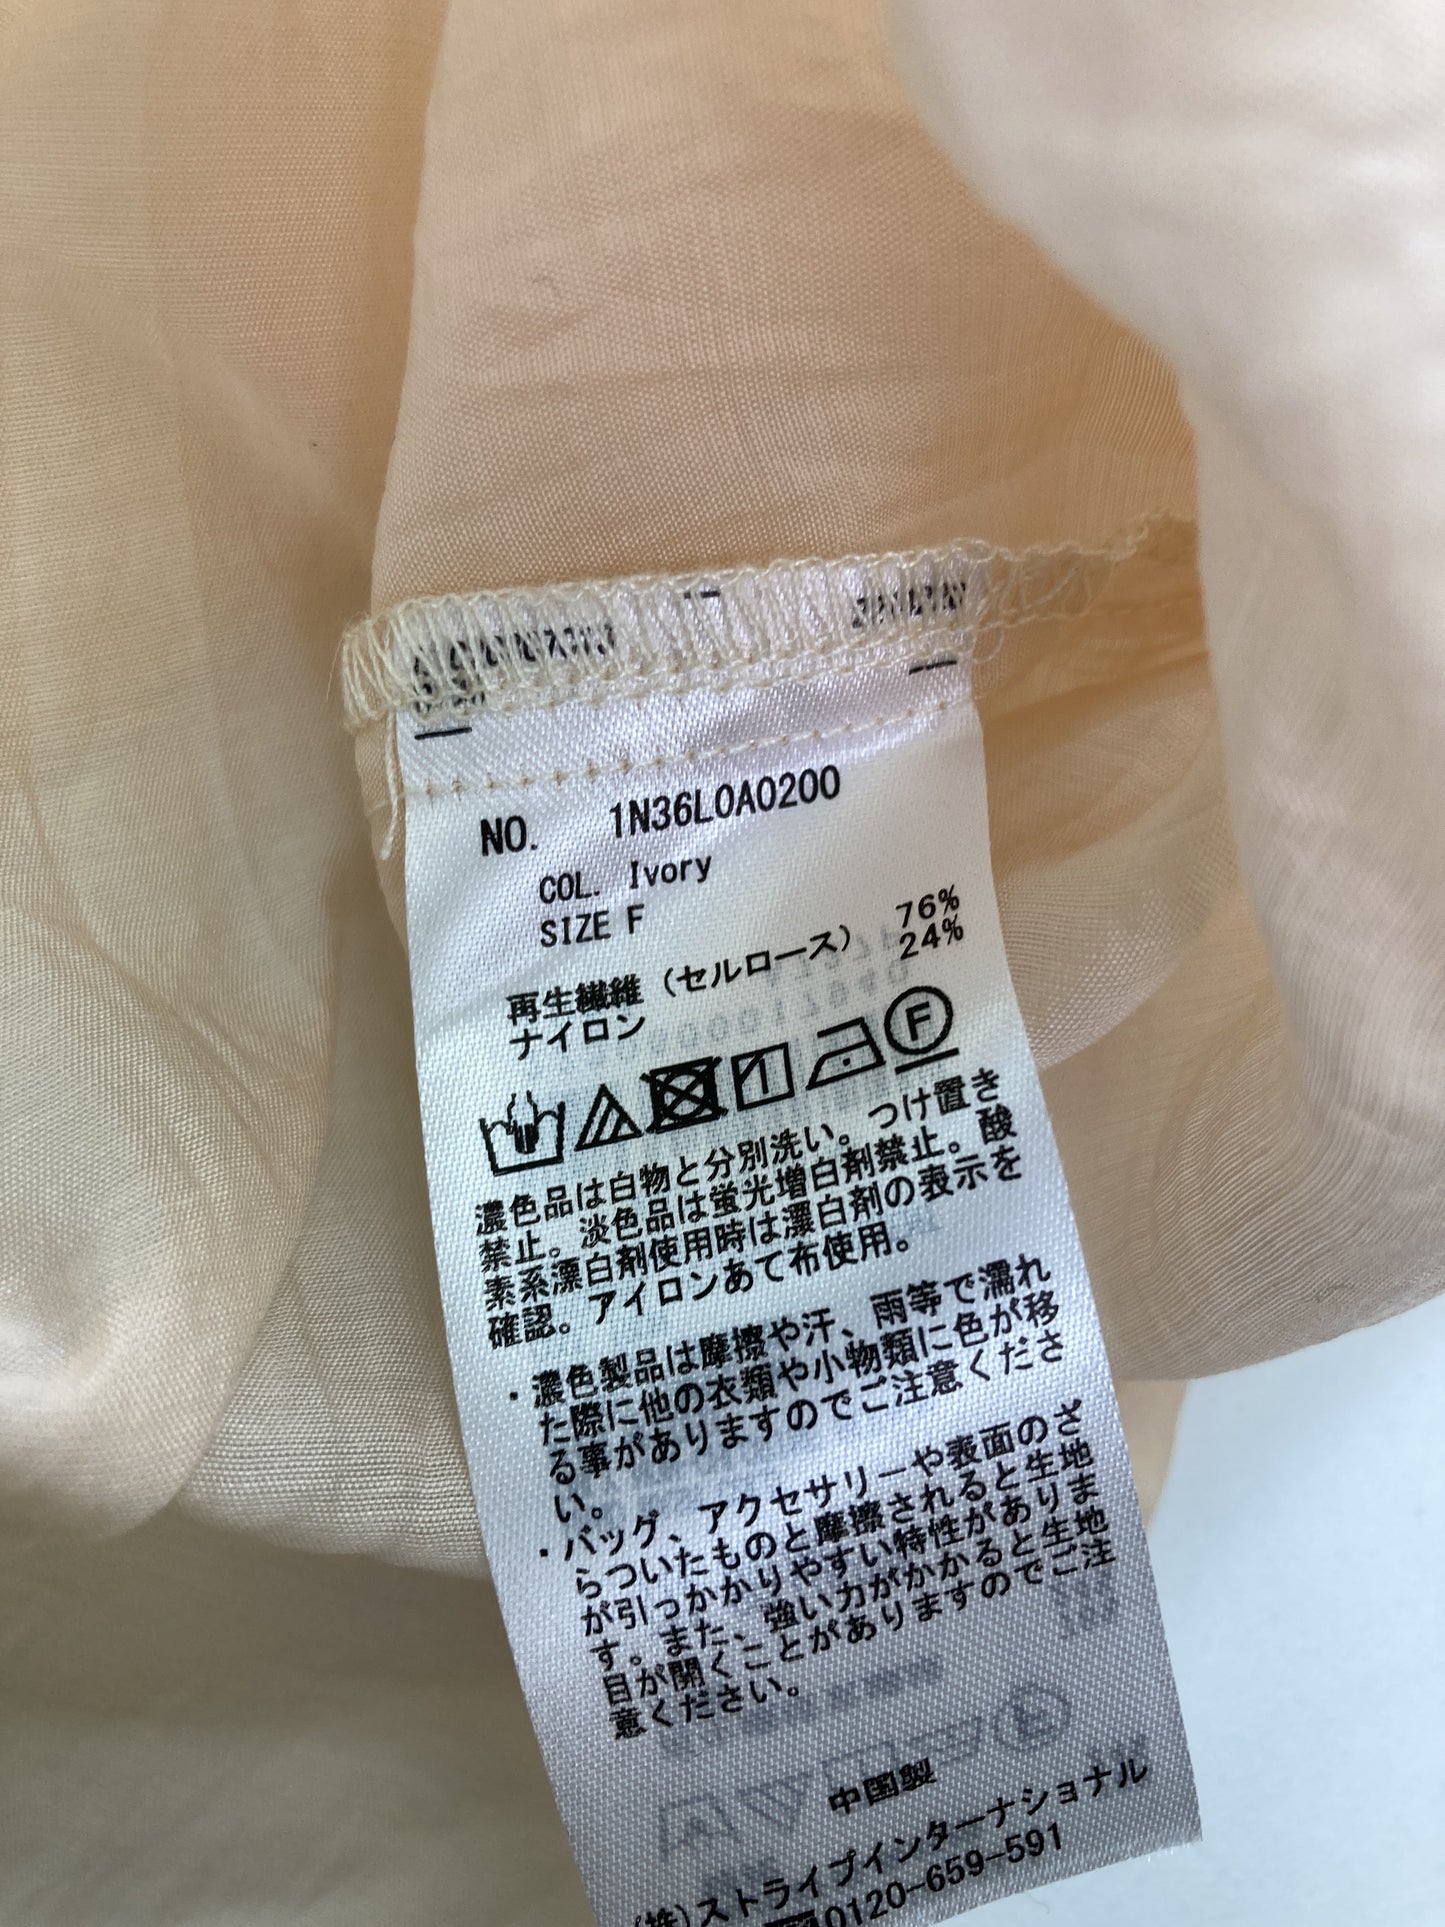 NO. 1N36L0A0200
COL. Ivory
SIZE F
再生繊維（セルロース） 76%
ナイロン 24%
F
濃色品は白物と分別洗い。つけ置き
禁止。淡色品は蛍光増白剤禁止。酸
素系漂白剤使用時は漂白剤の表示を
確認。アイロンあて布使用。
・濃色製品は摩擦や汗、雨等で濡れ
た際に他の衣類や小物類に色が移
る事がありますのでご注意くださ
い。
・バッグ、アクセサリーや表面のざ
らついたものと摩擦されると生地
が引っかかりやすい特性がありま
す。また、強い力がかかると生地
目が開くことがありますのでご注
意ください。
中国製
(株)ストライプインターナショナル
0120-659-591